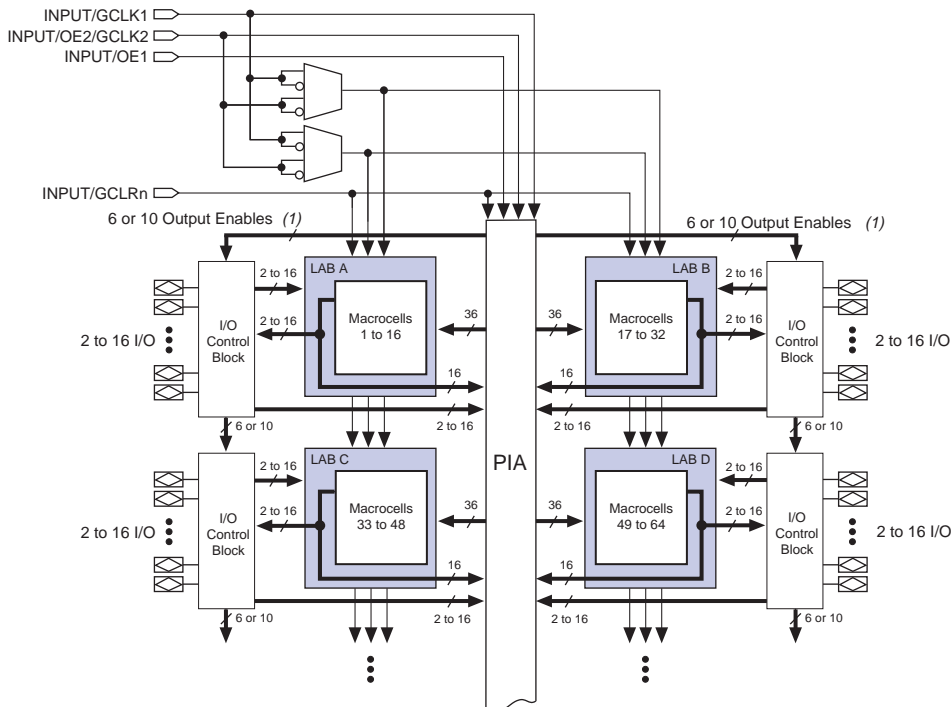 INPUT/GCLK1
INPUT/OE2/GCLK2
INPUT/OE1
INPUT/GCLRn
6 or 10 Output Enables (1)
6 or 10 Output Enables (1)
2 to 16
LAB A
LAB B
2 to 16
I/O
Control
Block
2 to 16
Macrocells
1 to 16
36
36
Macrocells
17 to 32
2 to 16
I/O
Control
Block
2 to 16 I/O
2 to 16 I/O
16
16
2 to 16
2 to 16
6 or 10
6 or 10
PIA
2 to 16
LAB C
LAB D
2 to 16
I/O
Control
Block
2 to 16
Macrocells
33 to 48
36
36
Macrocells
49 to 64
2 to 16
I/O
Control
Block
2 to 16 I/O
2 to 16 I/O
16
16
2 to 16
2 to 16
6 or 10
6 or 10